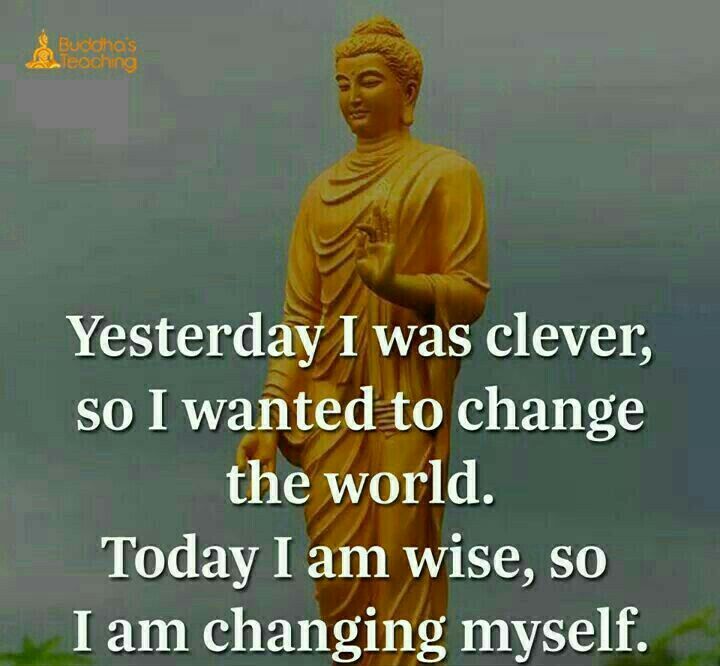 Buddha's
Teaching
Yesterday I was clever,
so I wanted to change
the world.
Today I am wise, so
I am changing myself.